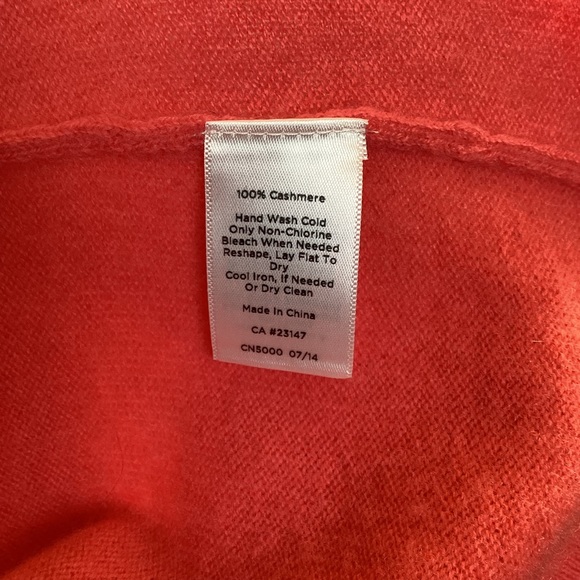 100% Cashmere
Hand Wash Cold
Only Non-Chlorine
Bleach When Needed
Reshape, Lay Flat To
Dry
Cool Iron, If Needed
Or Dry Clean
Made In China
CA #23147
CN5000 07/14